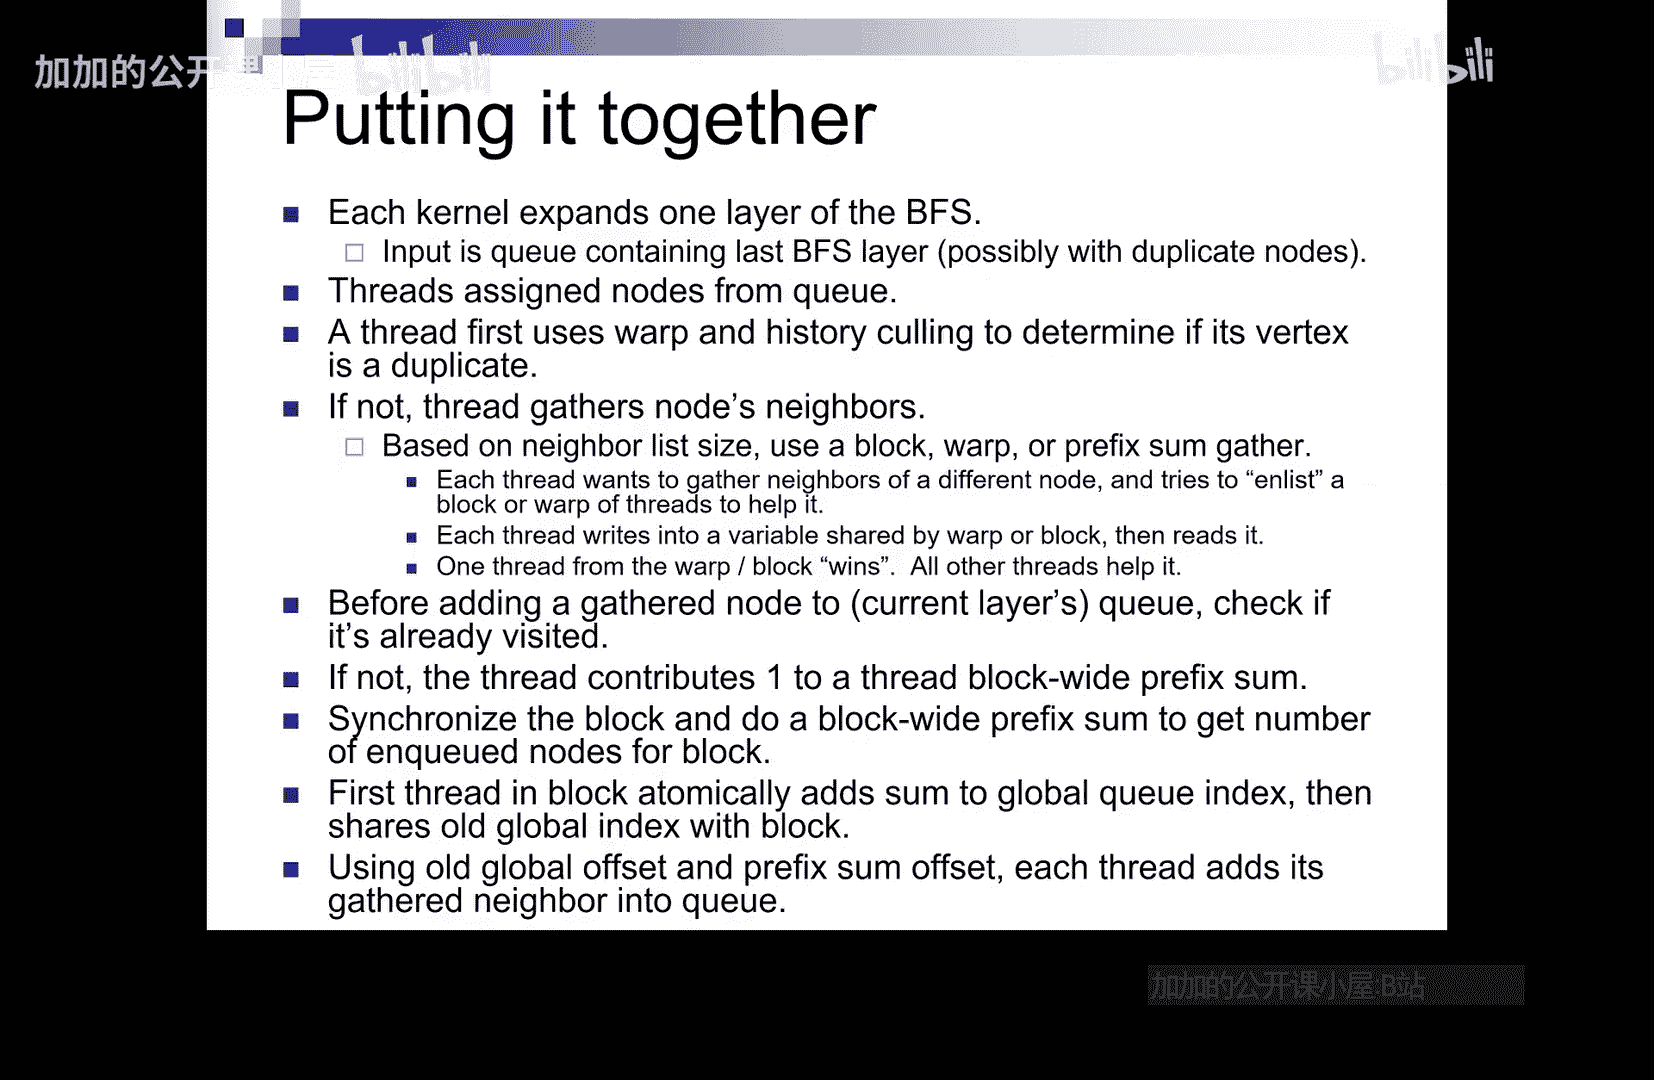 加加的公开
bilibili
bili
Putting it together
Each kernel expands one layer of the BFS.
Input is queue containing last BFS layer (possibly with duplicate nodes).
Threads assigned nodes from queue.
A thread first uses warp and history culling to determine if its vertex
is a duplicate.
If not, thread gathers node’s neighbors.
Based on neighbor list size, use a block, warp, or prefix sum gather.
Each thread wants to gather neighbors of a different node, and tries to “enlist” a
block or warp of threads to help it.
Each thread writes into a variable shared by warp or block, then reads it.
One thread from the warp / block “wins”.  All other threads help it.
Before adding a gathered node to (current layer’s) queue, check if
it’s already visited.
If not, the thread contributes 1 to a thread block-wide prefix sum.
Synchronize the block and do a block-wide prefix sum to get number
of enqueued nodes for block.
First thread in block atomically adds sum to global queue index, then
shares old global index with block.
Using old global offset and prefix sum offset, each thread adds its
gathered neighbor into queue.
加加的公开课小屋:B站